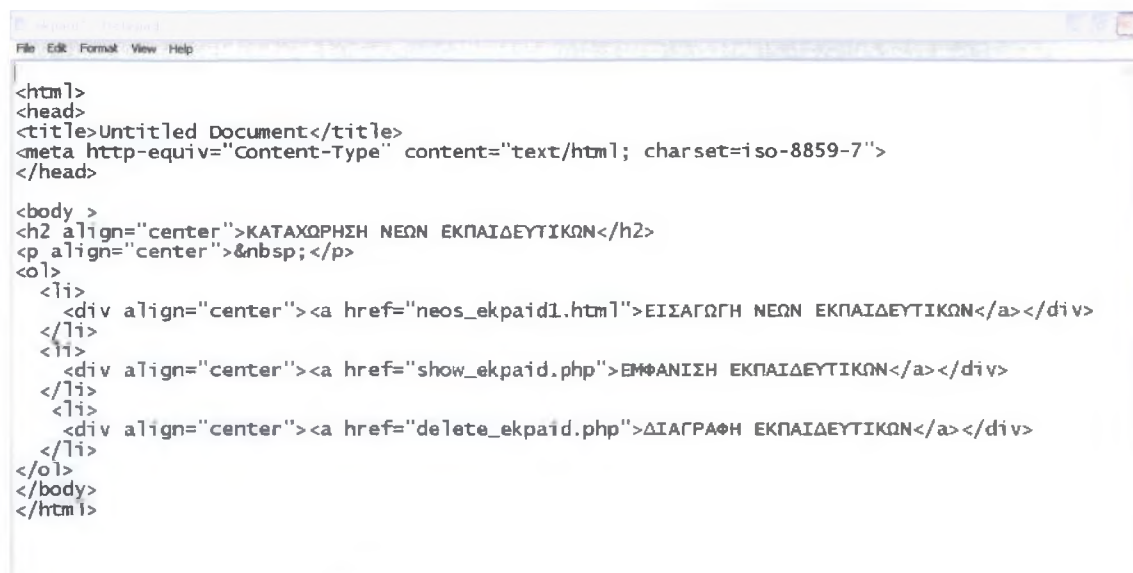 File Edit Format View Help
<html>
<head>
<title>Untitled Document</title>
<meta http-equiv="Content-Type" content="text/html; charset=iso-8859-7">
</head>
<body >
<h2 align="center">ΚΑΤΑΧΩΡΗΣΗ ΝΕΩΝ ΕΚΠΑΙΔΕΥΤΙΚΩΝ</h2>
<p align="center">&nbsp;</p>
<ol>
<li>
<div align="center"><a href="neos_ekpaid1.html">ΕΙΣΑΓΩΓΗ ΝΕΩΝ ΕΚΠΑΙΔΕΥΤΙΚΩΝ</a></div>
</li>
<li>
<div align="center"><a href="show_ekpaid.php">ΕΜΦΑΝΙΣΗ ΕΚΠΑΙΔΕΥΤΙΚΩΝ</a></div>
</li>
<li>
<div align="center"><a href="delete_ekpaid.php">ΔΙΑΓΡΑΦΗ ΕΚΠΑΙΔΕΥΤΙΚΩΝ</a></div>
</li>
</ol>
</body>
</html>